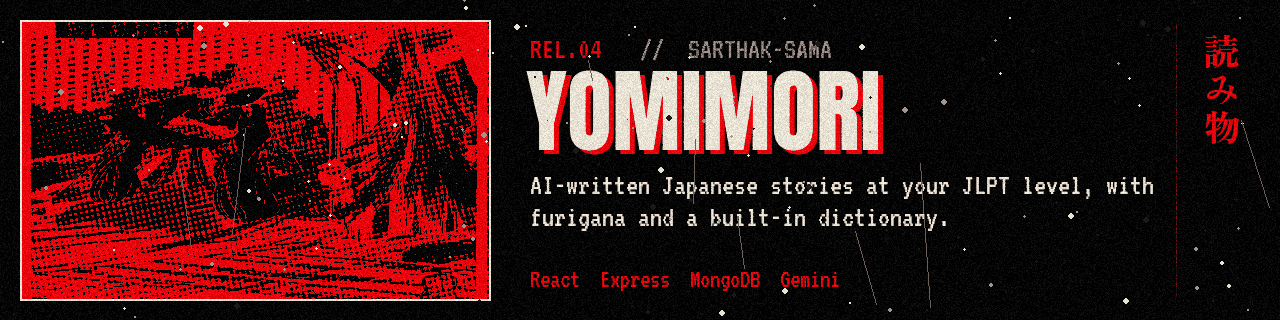 REL.04 // SARTHAK-SAMA
YOMIMORI
AI-written Japanese stories at your JLPT level, with
furigana and a built-in dictionary.
React Express MongoDB Gemini
読み物